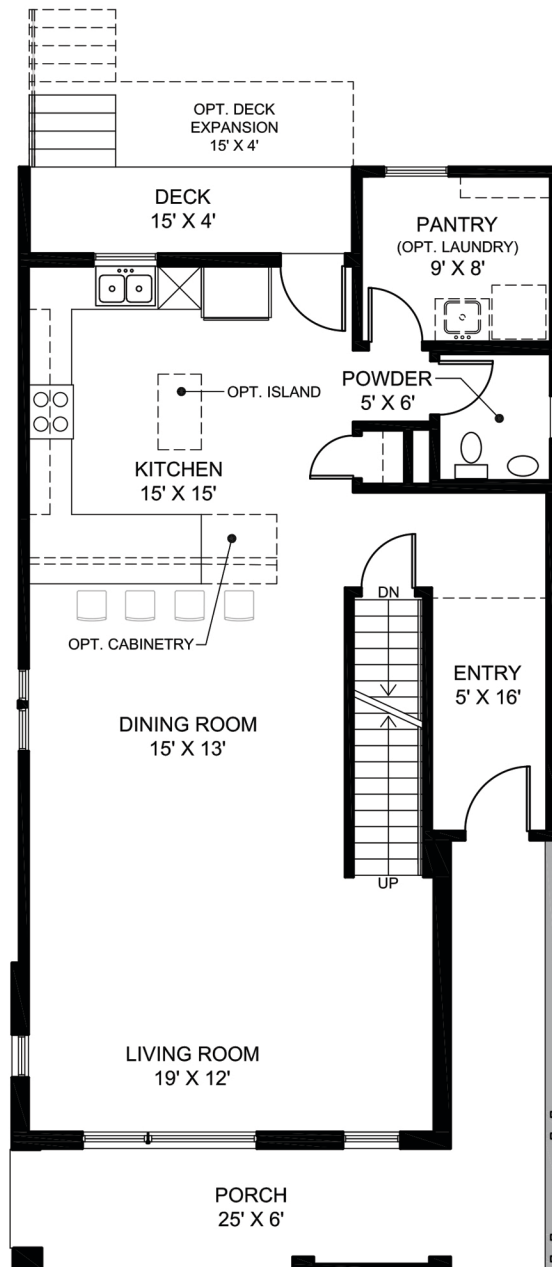 OPT. DECK
EXPANSION
15' X 4'
DECK
15' X 4'
PANTRY
(OPT. LAUNDRY)
9' X 8'
OPT. ISLAND
POWDER
5' X 6'
KITCHEN
15' X 15'
OPT. CABINETRY
DN
ENTRY
5' X 16'
DINING ROOM
15' X 13'
UP
LIVING ROOM
19' X 12'
PORCH
25' X 6'